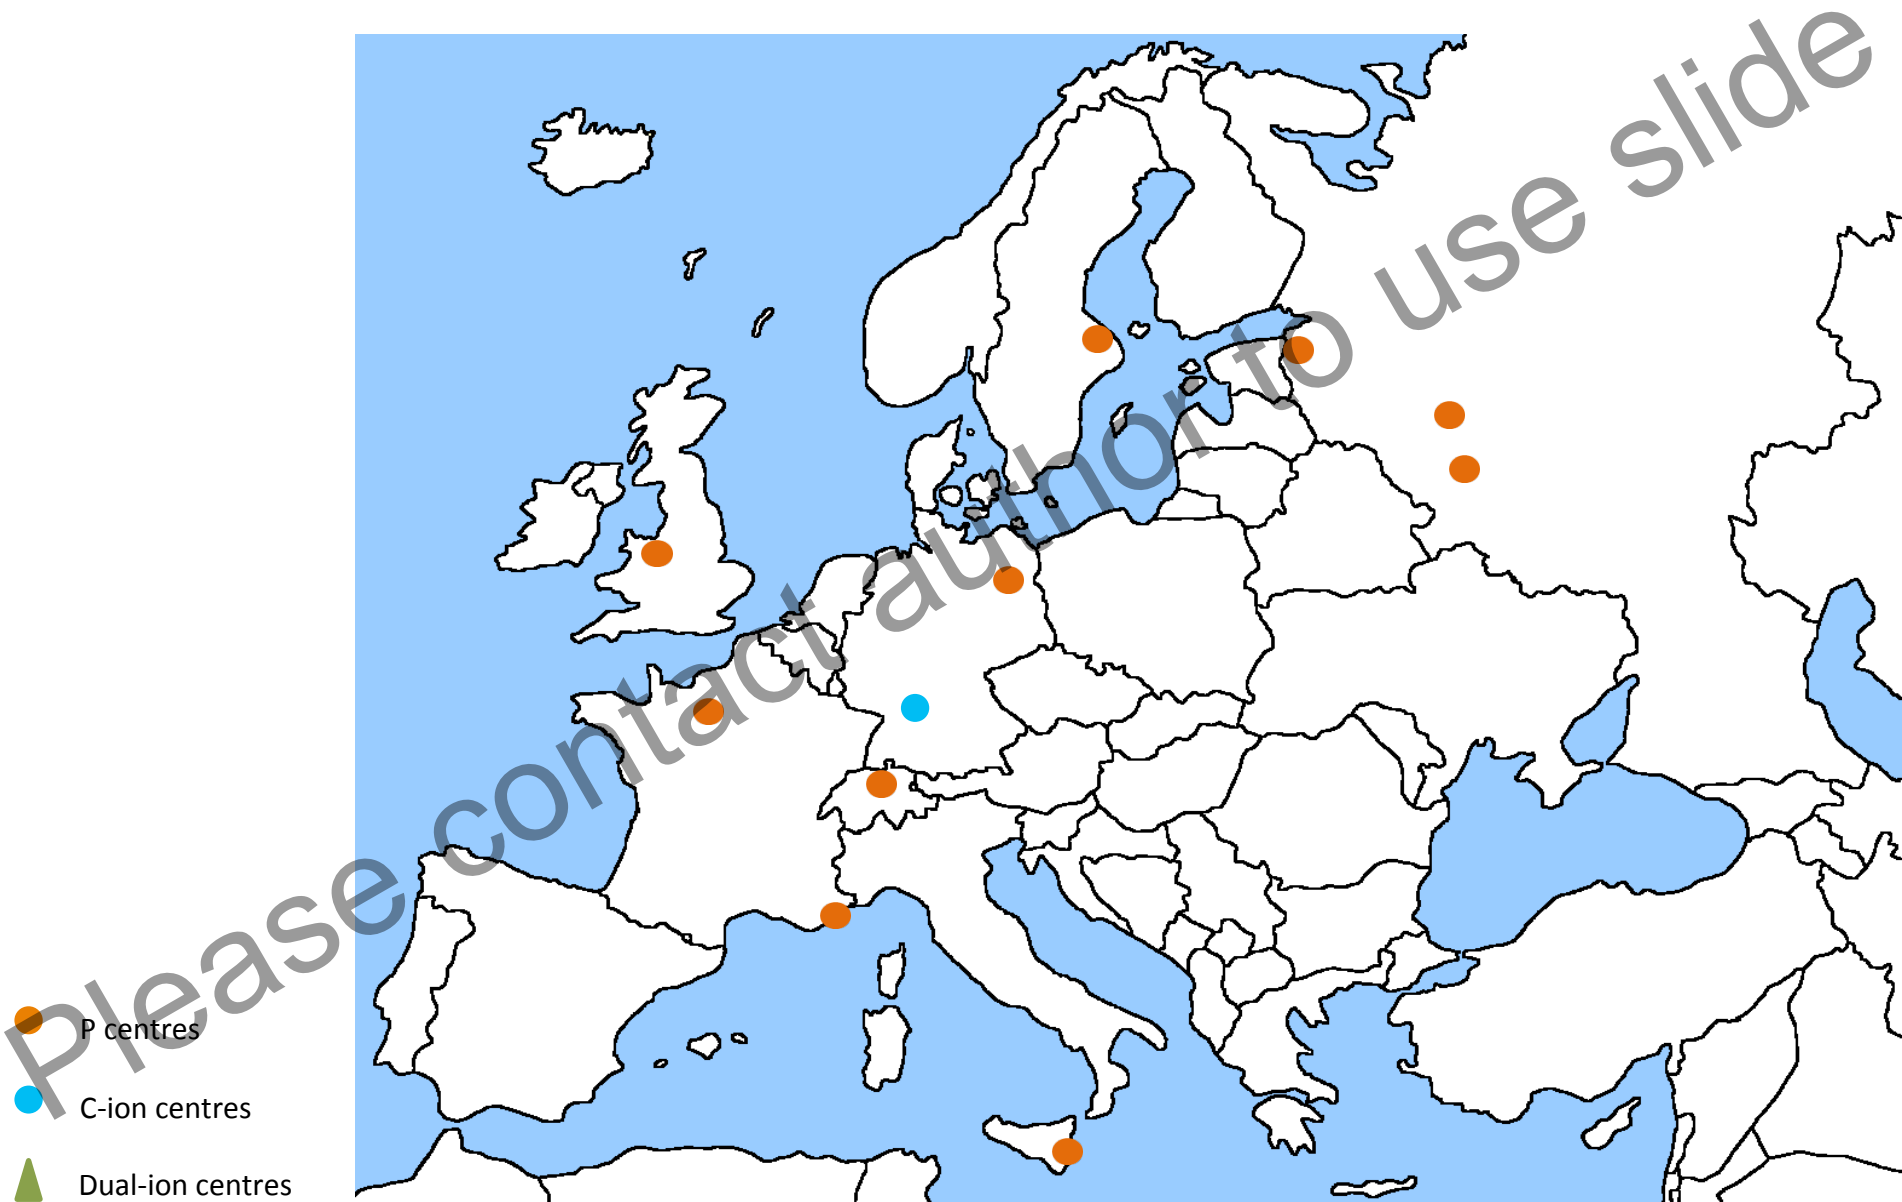 Please contact author to use slide
P centres
C-ion centres
Dual-ion centres